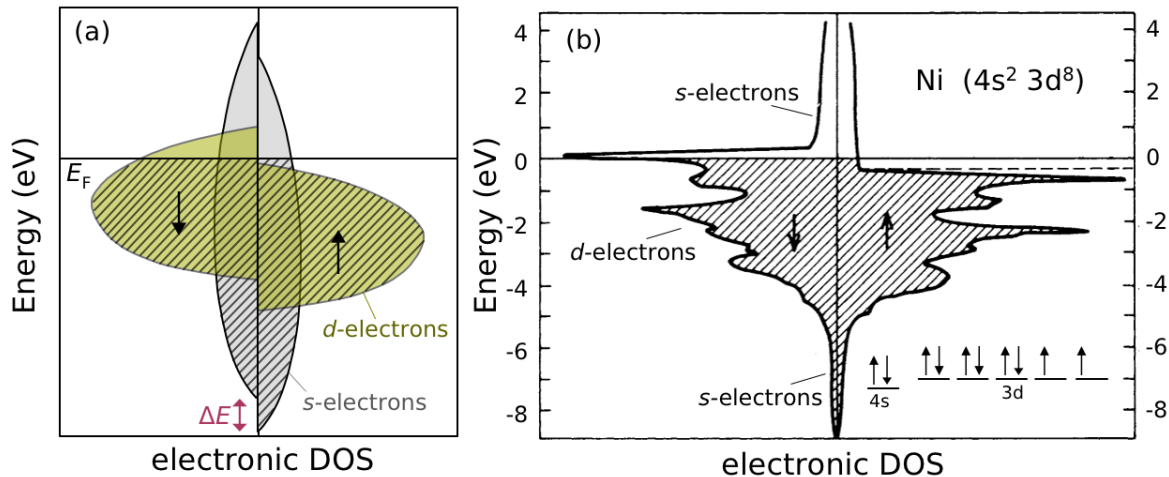 (a)
Energy (eV)
E_F
d-electrons
s-electrons
ΔE
electronic DOS
(b)
Ni (4s² 3d⁸)
s-electrons
Energy (eV)
4
2
0
-2
-4
-6
-8
d-electrons
s-electrons
4s
3d
4
2
0
-2
-4
-6
-8
electronic DOS